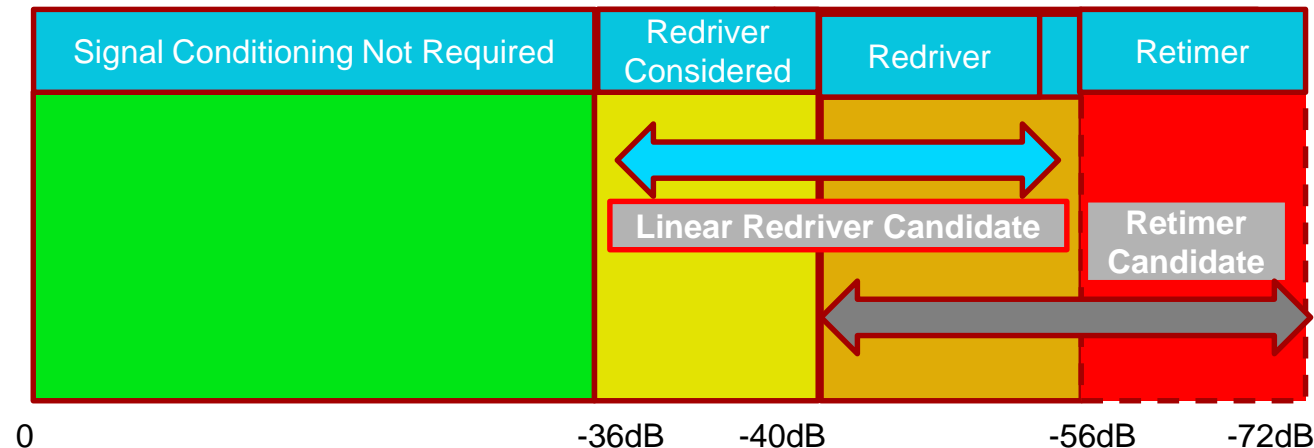 Signal Conditioning Not Required
Redriver
Considered
Redriver
Retimer
Linear Redriver Candidate
Retimer
Candidate
0
-36dB
-40dB
-56dB
-72dB